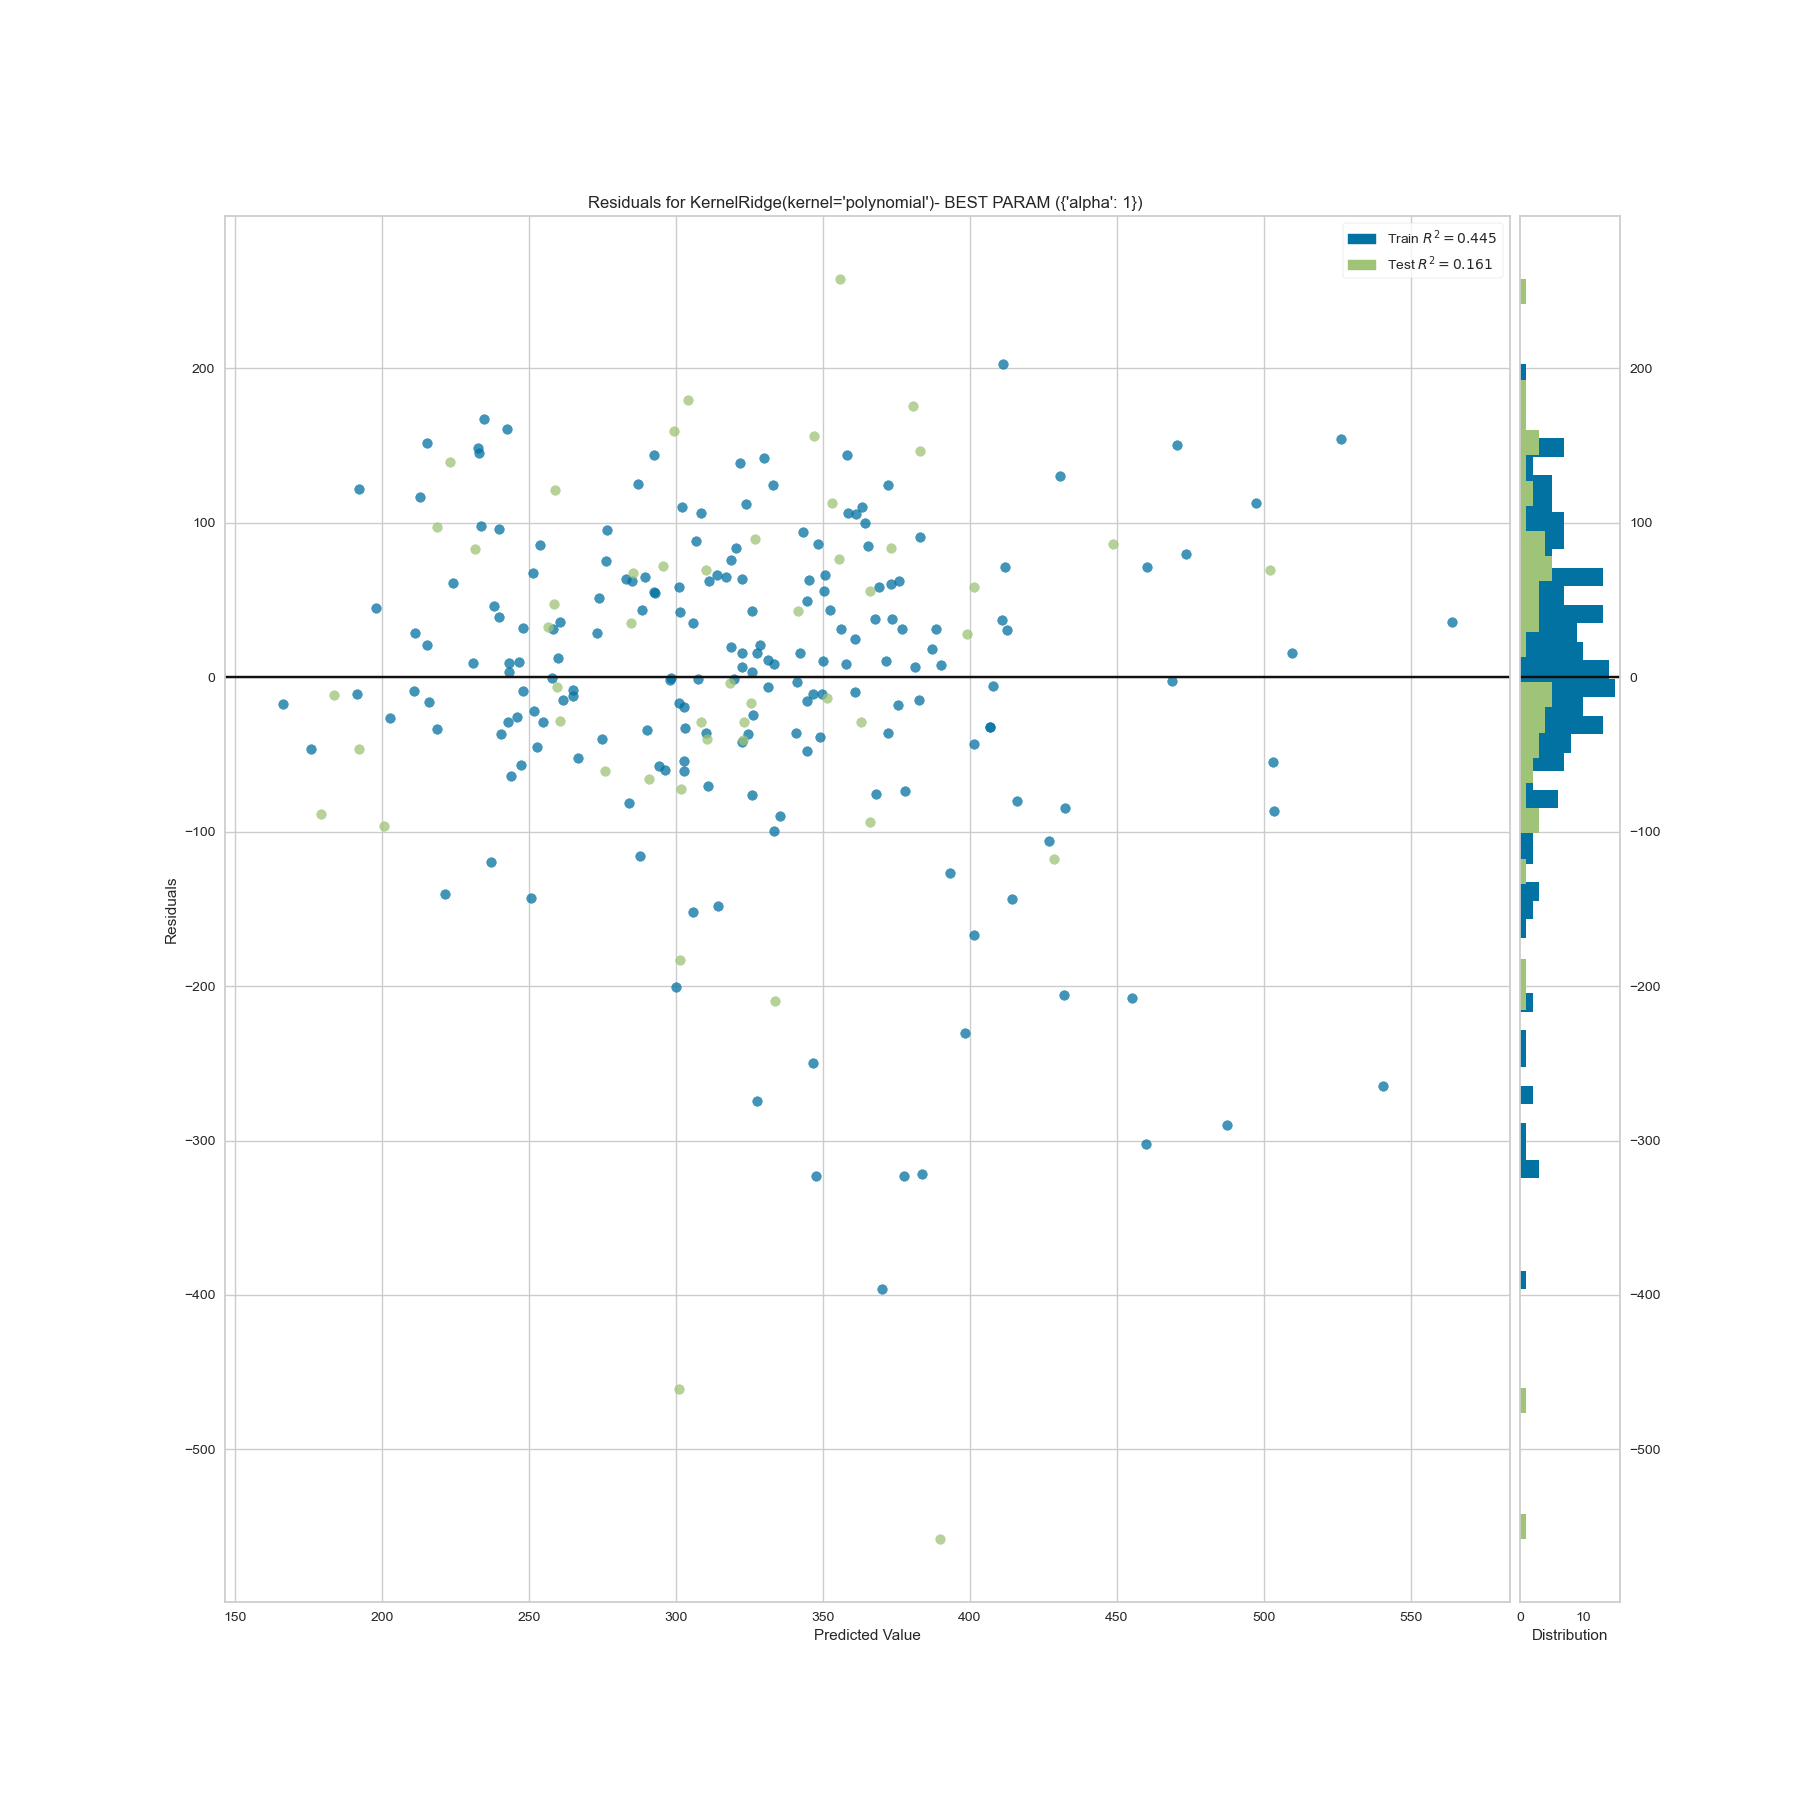 Residuals for KernelRidge(kernel='polynomial')- BEST PARAM ({'alpha': 1})
Train R² = 0.445
Test R² = 0.161
200
100
0
−100
−200
−300
−400
−500
Residuals
150 200 250 300 350 400 450 500 550
Predicted Value
200
100
0
−100
−200
−300
−400
−500
0 10
Distribution